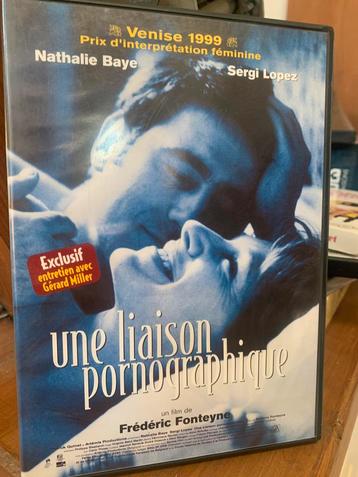 Venise 1999
Prix d'interprétation féminine
Nathalie Baye
Sergi Lopez
Exclusif
entretien avec
Gérard Miller
une liaison
pornographique
un film de
Frédéric Fonteyne